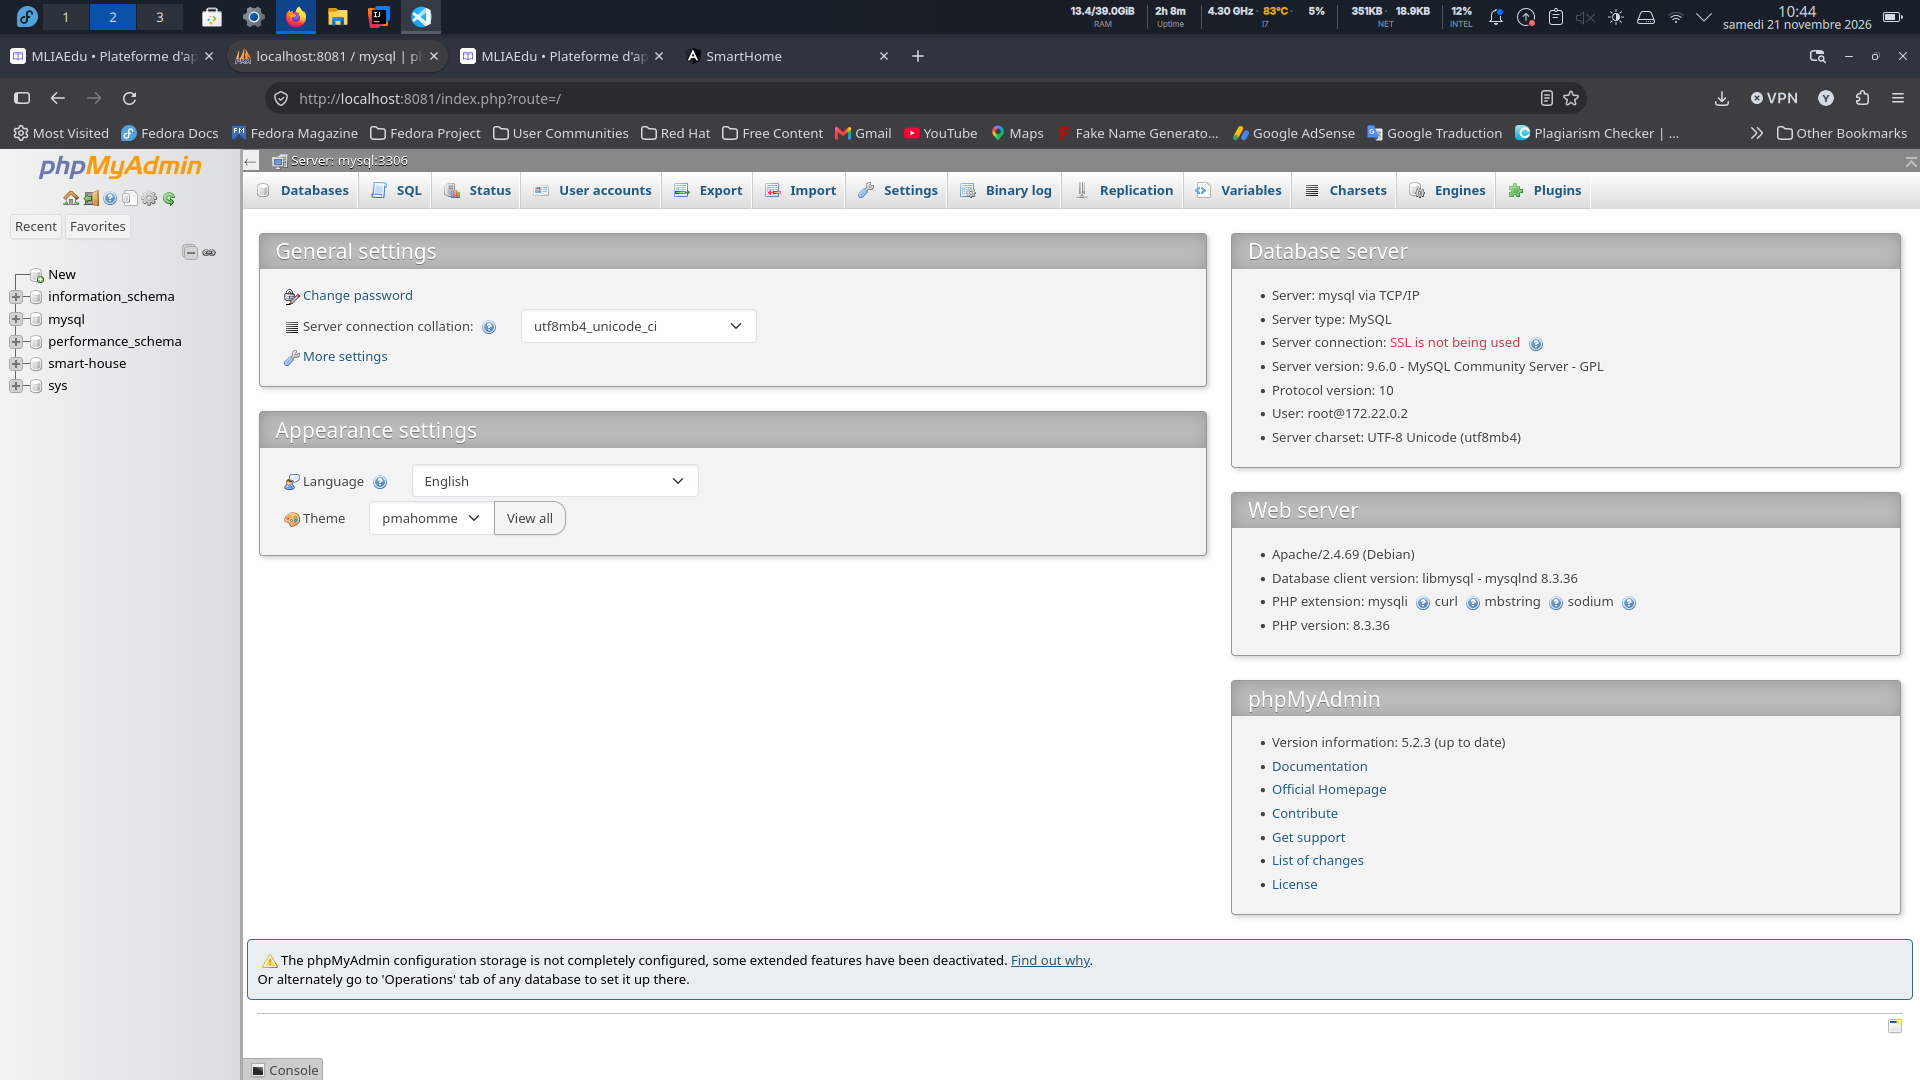 1 2 3
13.4/39.0GiB
RAM
2h 8m
Uptime
4.30 GHz · 83°C · 5%
I7
351KB · 18.9KB
NET
12%
INTEL
10:44
samedi 21 novembre 2026
MLIAEdu • Plateforme d'ap
localhost:8081 / mysql | p
MLIAEdu • Plateforme d'ap
SmartHome
http://localhost:8081/index.php?route=/
VPN
Y
Most Visited Fedora Docs Fedora Magazine Fedora Project User Communities Red Hat Free Content Gmail YouTube Maps Fake Name Generato... Google AdSense Google Traduction Plagiarism Checker | ... Other Bookmarks
phpMyAdmin
Recent Favorites
New
information_schema
mysql
performance_schema
smart-house
sys
Server: mysql:3306
Databases SQL Status User accounts Export Import Settings Binary log Replication Variables Charsets Engines Plugins
General settings
Change password
Server connection collation: utf8mb4_unicode_ci
More settings
Appearance settings
Language English
Theme pmahomme View all
Database server
Server: mysql via TCP/IP
Server type: MySQL
Server connection: SSL is not being used
Server version: 9.6.0 - MySQL Community Server - GPL
Protocol version: 10
User: root@172.22.0.2
Server charset: UTF-8 Unicode (utf8mb4)
Web server
Apache/2.4.69 (Debian)
Database client version: libmysql - mysqlnd 8.3.36
PHP extension: mysqli curl mbstring sodium
PHP version: 8.3.36
phpMyAdmin
Version information: 5.2.3 (up to date)
Documentation
Official Homepage
Contribute
Get support
List of changes
License
The phpMyAdmin configuration storage is not completely configured, some extended features have been deactivated. Find out why.
Or alternately go to 'Operations' tab of any database to set it up there.
Console